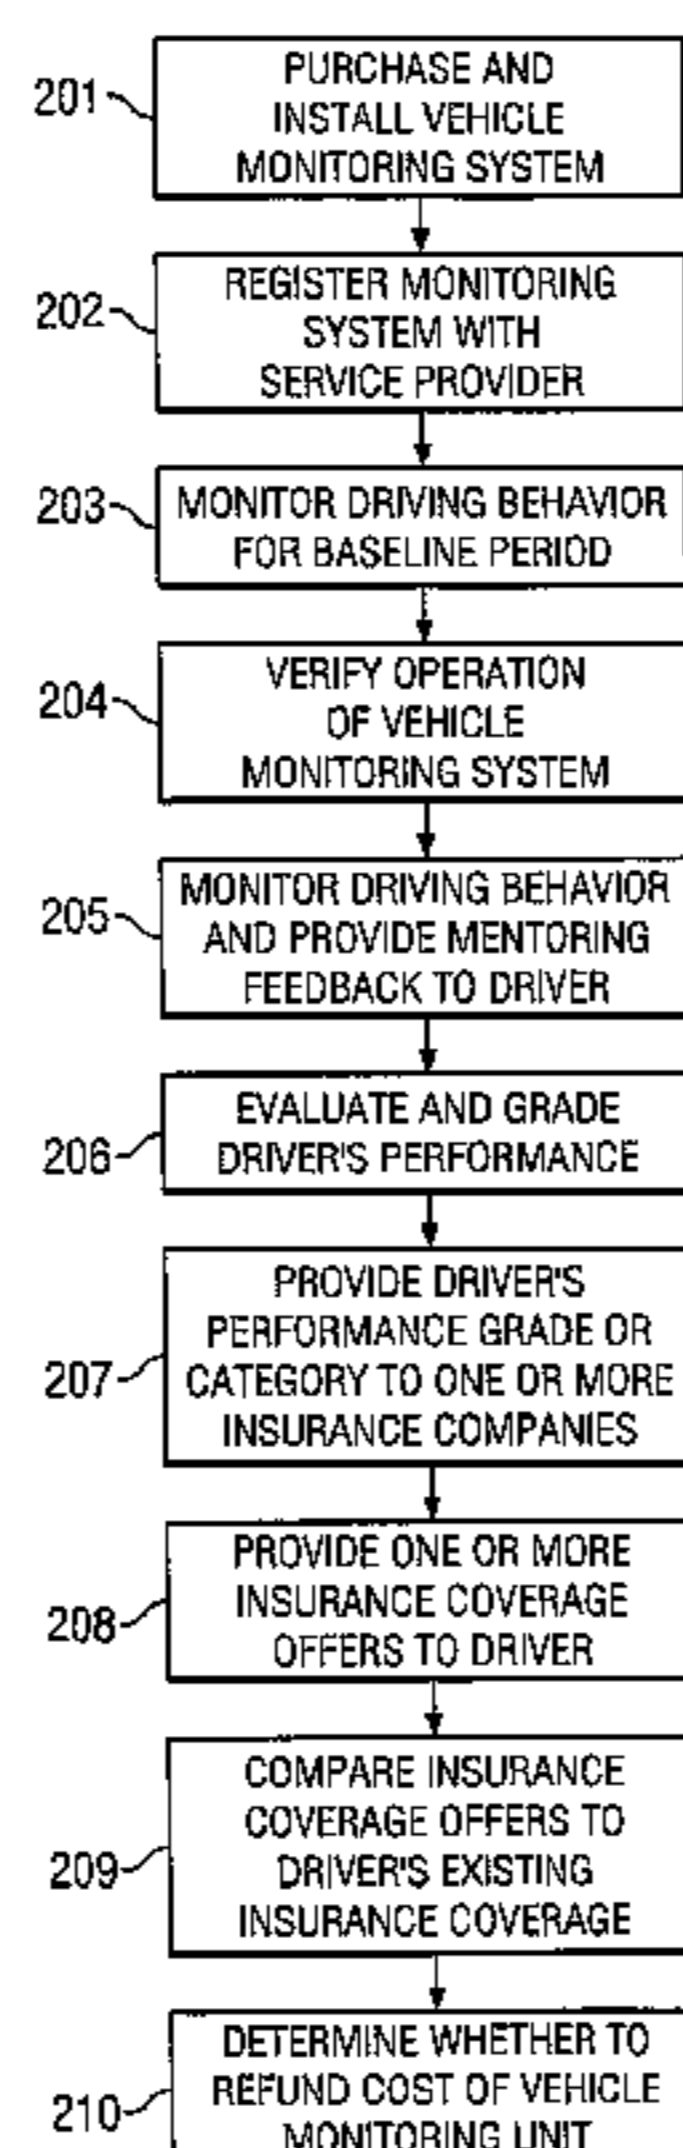 201
PURCHASE AND
INSTALL VEHICLE
MONITORING SYSTEM
202
REGISTER MONITORING
SYSTEM WITH
SERVICE PROVIDER
203
MONITOR DRIVING BEHAVIOR
FOR BASELINE PERIOD
204
VERIFY OPERATION
OF VEHICLE
MONITORING SYSTEM
205
MONITOR DRIVING BEHAVIOR
AND PROVIDE MENTORING
FEEDBACK TO DRIVER
206
EVALUATE AND GRADE
DRIVER'S PERFORMANCE
207
PROVIDE DRIVER'S
PERFORMANCE GRADE OR
CATEGORY TO ONE OR MORE
INSURANCE COMPANIES
208
PROVIDE ONE OR MORE
INSURANCE COVERAGE
OFFERS TO DRIVER
209
COMPARE INSURANCE
COVERAGE OFFERS TO
DRIVER'S EXISTING
INSURANCE COVERAGE
210
DETERMINE WHETHER TO
REFUND COST OF VEHICLE
MONITORING UNIT